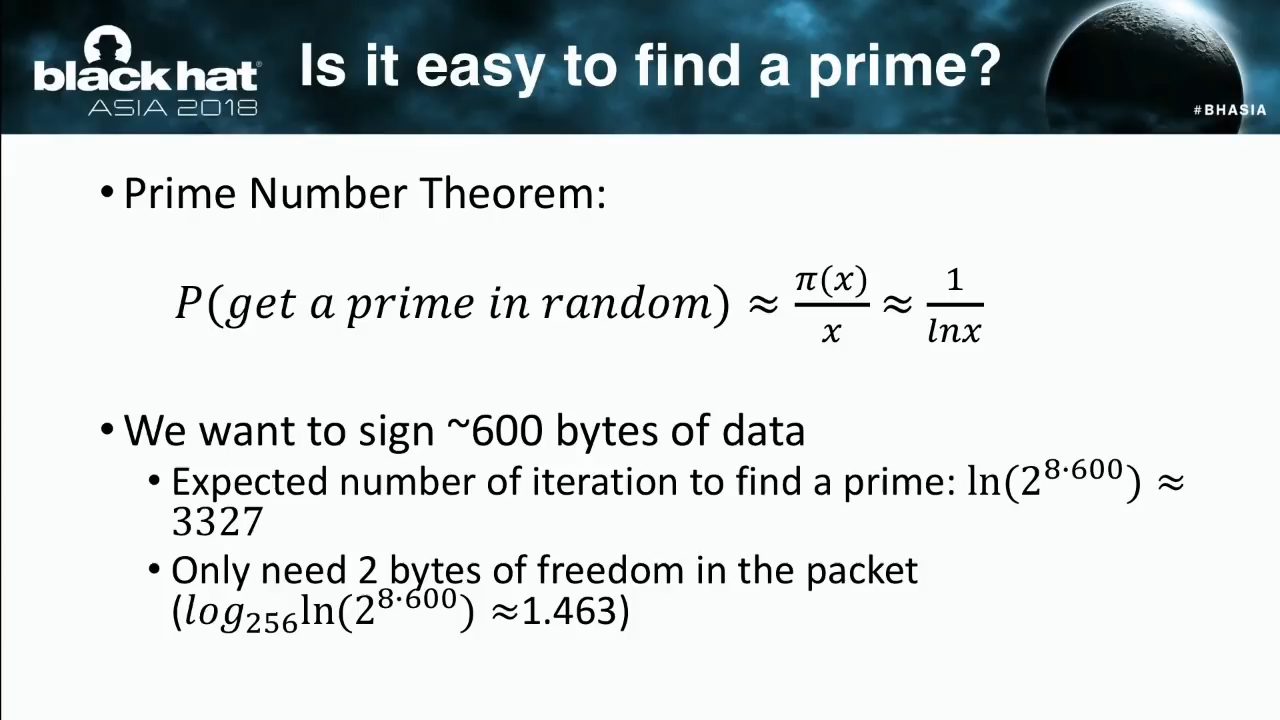 black hat
ASIA 2018
Is it easy to find a prime?
#BHASIA
• Prime Number Theorem:
P(get a prime in random) ≈ π(x)/x ≈ 1/lnx
• We want to sign ~600 bytes of data
• Expected number of iteration to find a prime: ln(2^{8·600}) ≈
3327
• Only need 2 bytes of freedom in the packet
(log_{256}ln(2^{8·600}) ≈1.463)